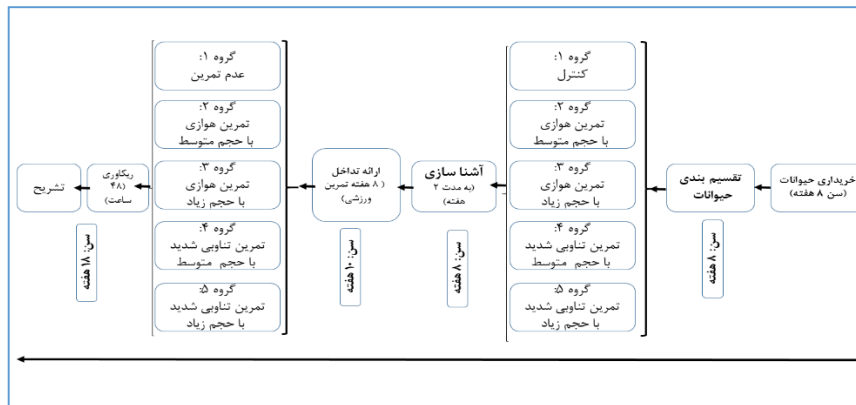 خریداری حیوانات
(سن ۸ هفته)
تقسیم بندی
حیوانات
سن: ۸ هفته
گروه ۱:
کنترل
گروه ۲:
تمرین هوازی
با حجم متوسط
گروه ۳:
تمرین هوازی
با حجم زیاد
گروه ۴:
تمرین تناوبی شدید
با حجم متوسط
گروه ۵:
تمرین تناوبی شدید
با حجم زیاد
آشنا سازی
(به مدت ۲
هفته)
سن: ۸ هفته
ارائه تداخل
(۸ هفته تمرین
ورزشی)
سن: ۱۰ هفته
گروه ۱:
عدم تمرین
گروه ۲:
تمرین هوازی
با حجم متوسط
گروه ۳:
تمرین هوازی
با حجم زیاد
گروه ۴:
تمرین تناوبی شدید
با حجم متوسط
گروه ۵:
تمرین تناوبی شدید
با حجم زیاد
ریکاوری
(۴۸
ساعت)
تشریح
سن: ۱۸ هفته